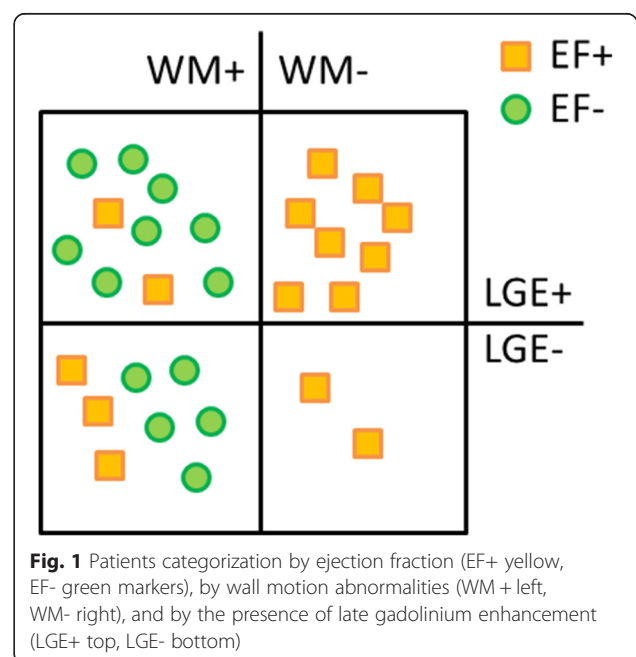 WM+ WM- EF+
EF-
LGE+
LGE-
Fig. 1 Patients categorization by ejection fraction (EF+ yellow,
EF- green markers), by wall motion abnormalities (WM + left,
WM- right), and by the presence of late gadolinium enhancement
(LGE+ top, LGE- bottom)